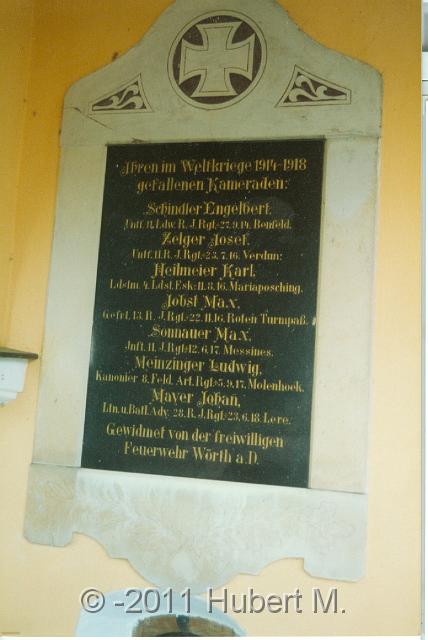 Ihren im Weltkriege 1914-1918
gefallenen Kameraden:
Schindler Engelbert.
Untf. 11. Ldw. R. J. Rgt: 27.9.14. Benfeld.
Zelger Josef.
Untf. 11. R. J. Rgt: 23.7.16. Verdun:
Heilmeier Karl.
Ldstm. 4. Ldst. Esk: 11.8.16. Mariaposching.
Jobst Max.
Gefrt. 13. R. J. Rgt: 22.11.16. Roten Turmpaß.
Sonnauer Max.
Inft. 11. J. Rgt: 12.6.17. Messines.
Meinzinger Ludwig.
Kanonier 8. Feld. Art. Rgt: 5.9.17. Molenhoek.
Mayer Johan.
Ltn. u. Batl. Adj. 28. R. J. Rgt: 23.6.18. Lere.
Gewidmet von der freiwilligen
Feuerwehr Wörth a.D.
© -2011 Hubert M.